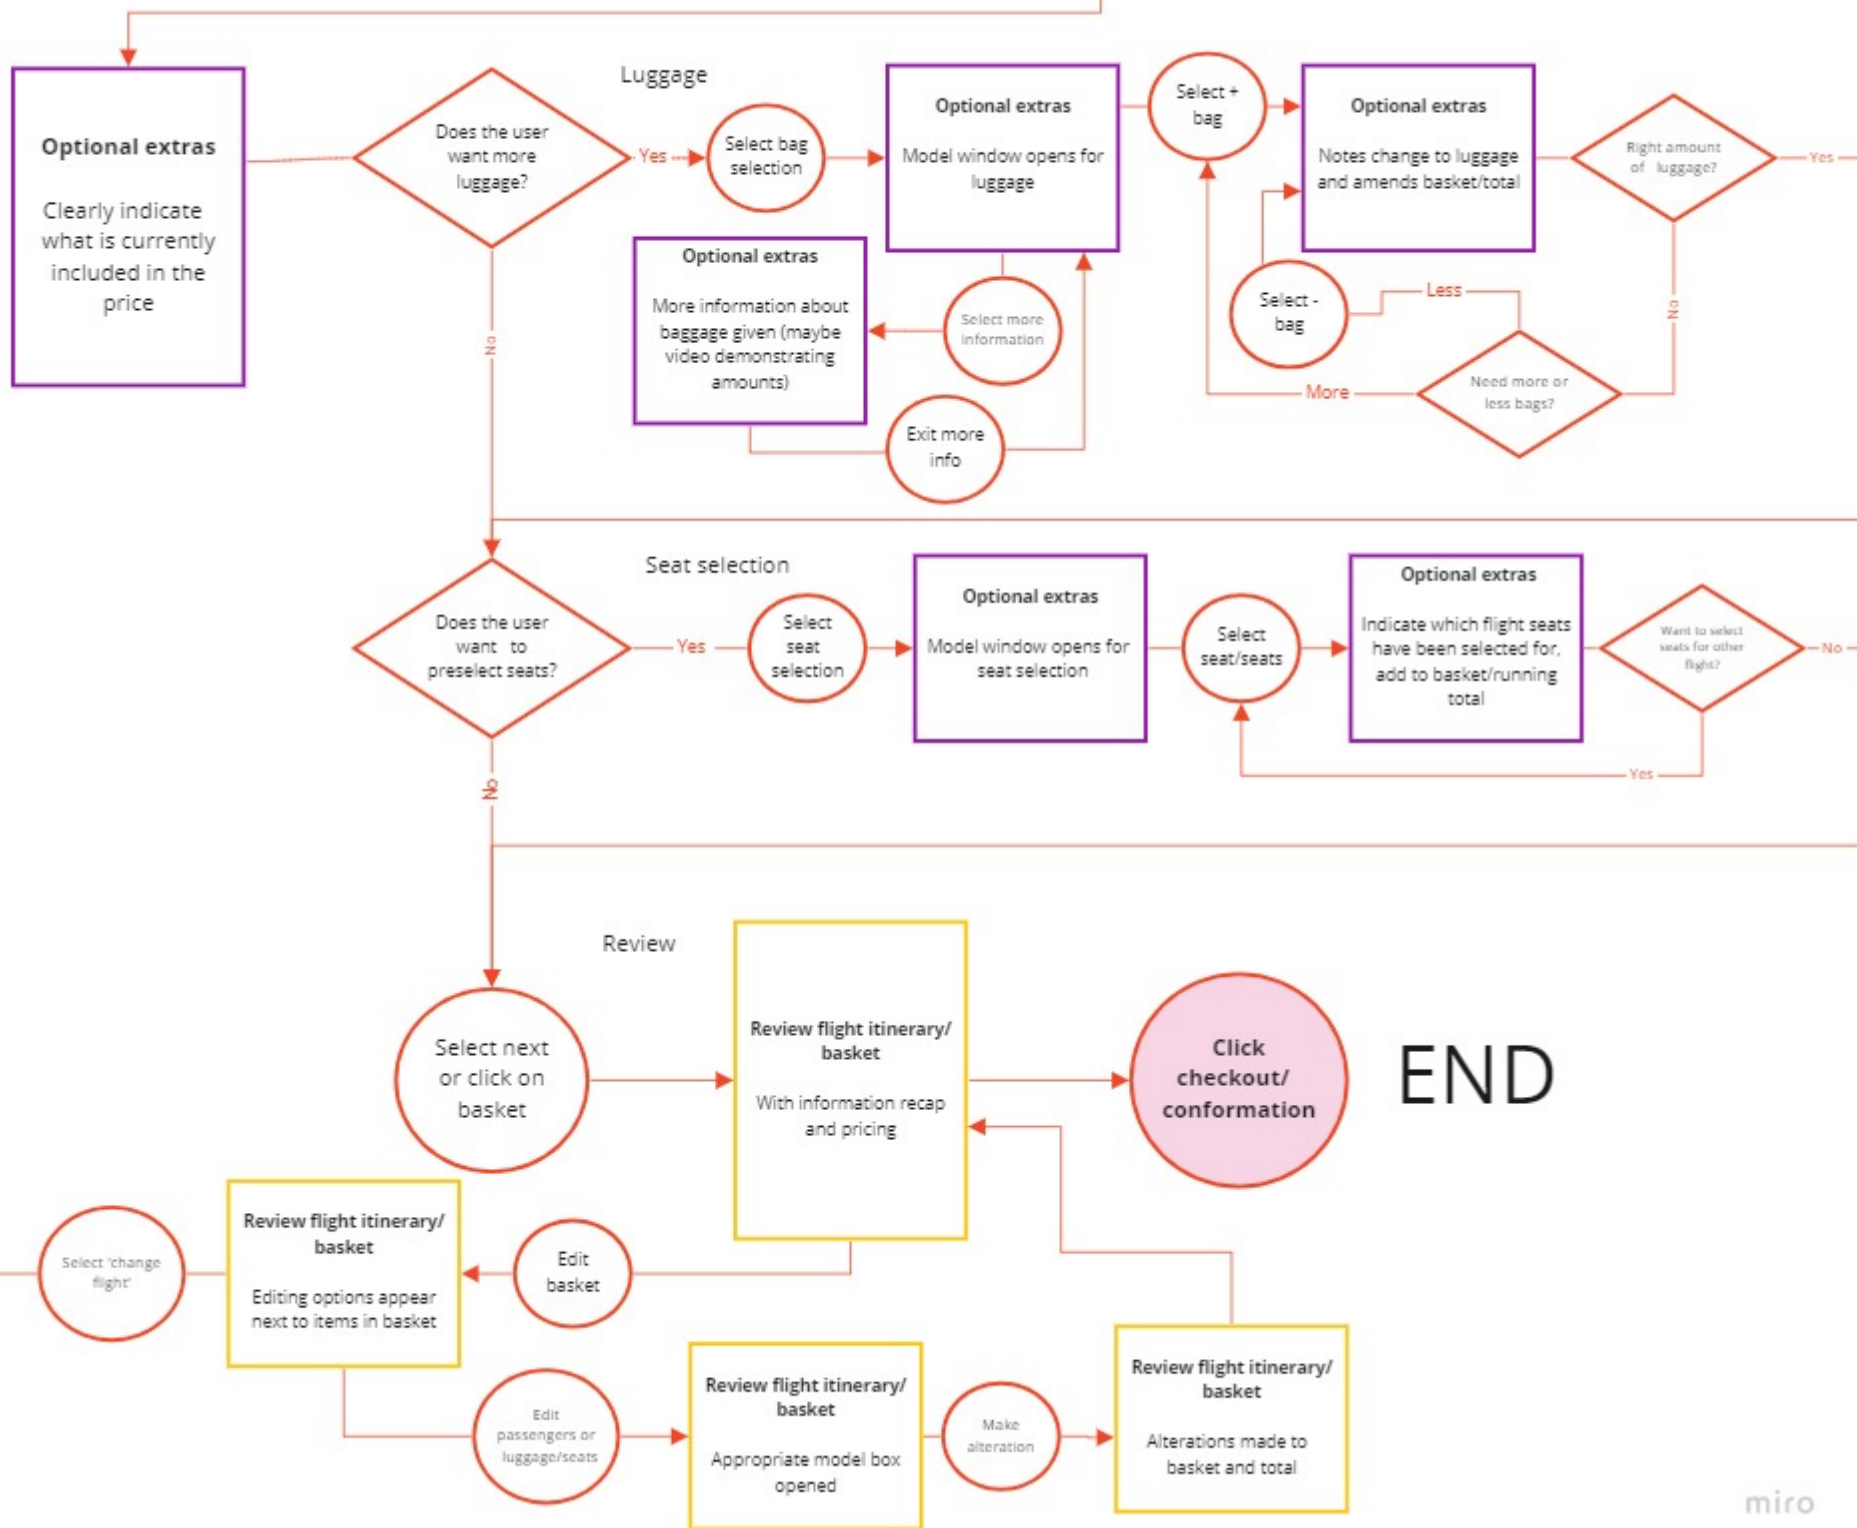 Luggage
Optional extras
Clearly indicate
what is currently
included in the
price
Does the user
want more
luggage?
Yes
No
Select bag
selection
Optional extras
Model window opens for
luggage
Select more
information
Optional extras
More information about
baggage given (maybe
video demonstrating
amounts)
Exit more
info
Select +
bag
Optional extras
Notes change to luggage
and amends basket/total
Right amount
of luggage?
Yes
No
Need more or
less bags?
Less
More
Select -
bag
Seat selection
Does the user
want to
preselect seats?
Yes
No
Select
seat
selection
Optional extras
Model window opens for
seat selection
Select
seat/seats
Optional extras
Indicate which flight seats
have been selected for,
add to basket/running
total
Want to select
seats for other
flight?
No
Yes
Review
Select next
or click on
basket
Review flight itinerary/
basket
With information recap
and pricing
Click
checkout/
conformation
END
Edit
basket
Review flight itinerary/
basket
Editing options appear
next to items in basket
Select 'change
flight'
Edit
passengers or
luggage/seats
Review flight itinerary/
basket
Appropriate model box
opened
Make
alteration
Review flight itinerary/
basket
Alterations made to
basket and total
miro